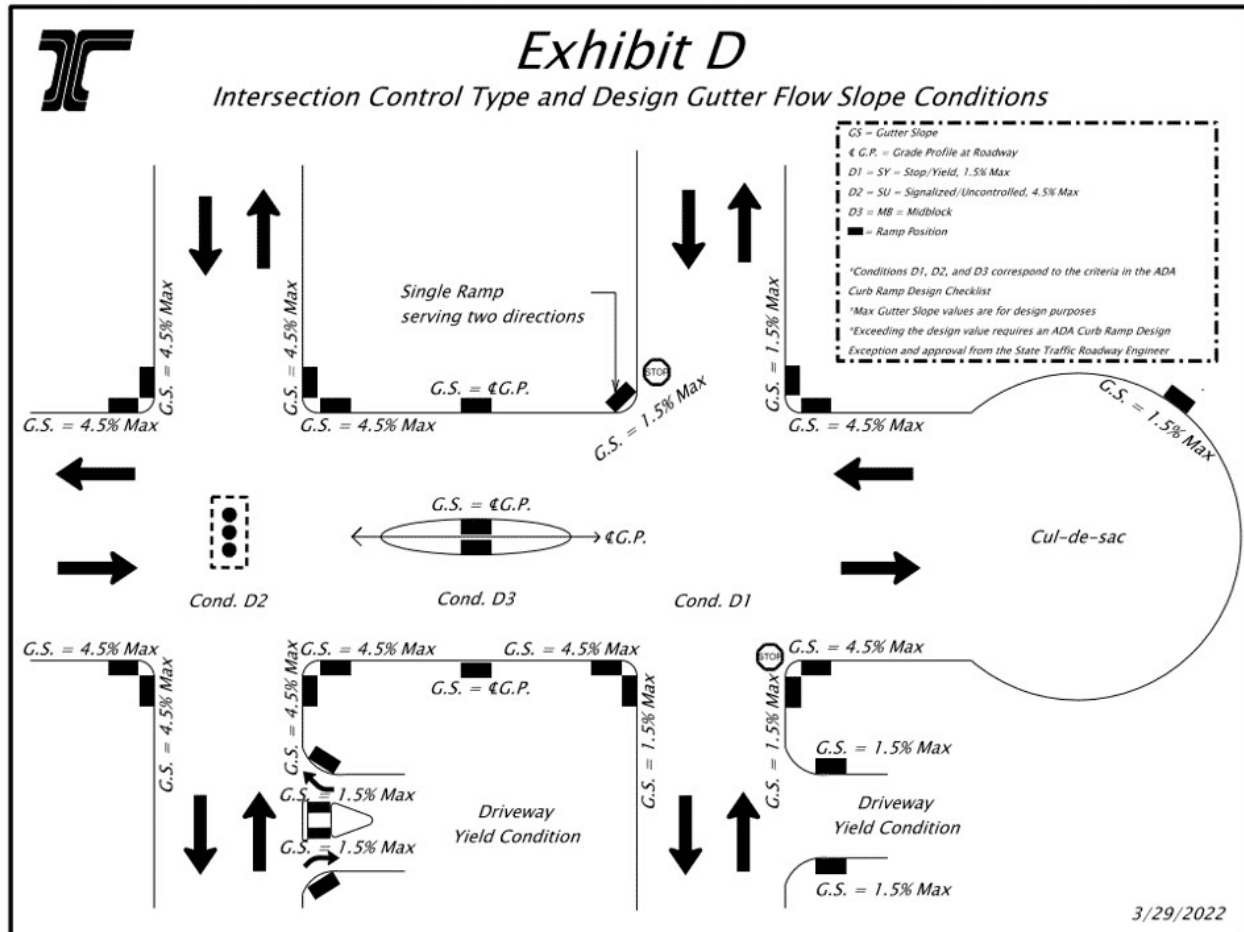 Exhibit D
Intersection Control Type and Design Gutter Flow Slope Conditions
GS = Gutter Slope
℄ G.P. = Grade Profile at Roadway
D1 = SY = Stop/Yield, 1.5% Max
D2 = SU = Signalized/Uncontrolled, 4.5% Max
D3 = MB = Midblock
= Ramp Position
*Conditions D1, D2, and D3 correspond to the criteria in the ADA
Curb Ramp Design Checklist
*Max Gutter Slope values are for design purposes
*Exceeding the design value requires an ADA Curb Ramp Design
Exception and approval from the State Traffic Roadway Engineer
G.S. = 4.5% Max
G.S. = 4.5% Max
Single Ramp
serving two directions
G.S. = 1.5% Max
STOP
G.S. = ℄G.P.
G.S. = 1.5% Max
G.S. = 1.5% Max
G.S. = 4.5% Max
G.S. = 4.5% Max
G.S. = 4.5% Max
G.S. = ℄G.P.
℄G.P.
Cul-de-sac
Cond. D2
Cond. D3
Cond. D1
G.S. = 4.5% Max
G.S. = 4.5% Max
G.S. = 4.5% Max
STOP
G.S. = 4.5% Max
G.S. = ℄G.P.
G.S. = 4.5% Max
G.S. = 4.5% Max
G.S. = 1.5% Max
G.S. = 1.5% Max
G.S. = 1.5% Max
G.S. = 1.5% Max
Driveway
Yield Condition
Driveway
Yield Condition
G.S. = 1.5% Max
G.S. = 1.5% Max
3/29/2022